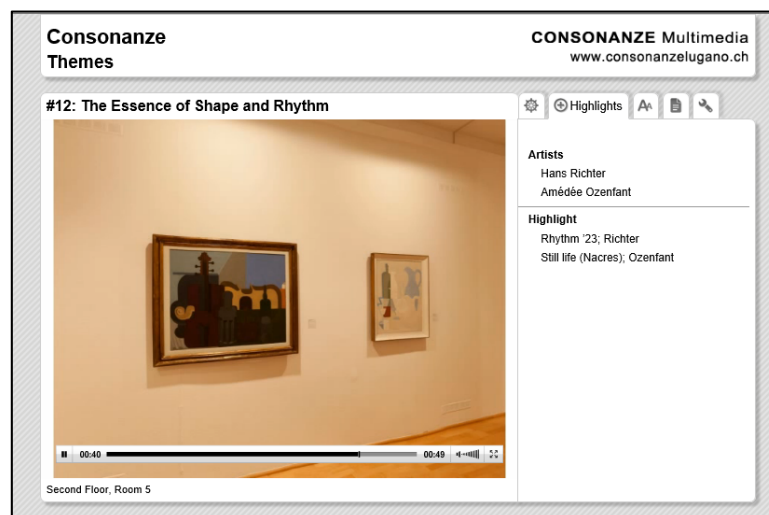 Consonanze
Themes
CONSONANZE Multimedia
www.consonanzelugano.ch
#12: The Essence of Shape and Rhythm
Highlights
AA
Artists
Hans Richter
Amédée Ozenfant
Highlight
Rhythm '23; Richter
Still life (Nacres); Ozenfant
00:40
00:49
Second Floor, Room 5